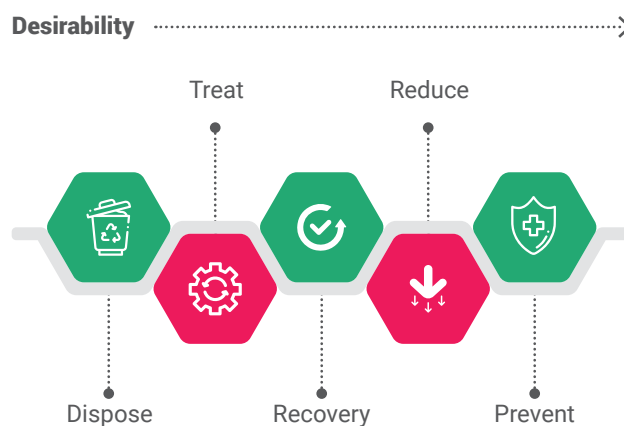 Desirability
Treat
Reduce
Dispose
Recovery
Prevent